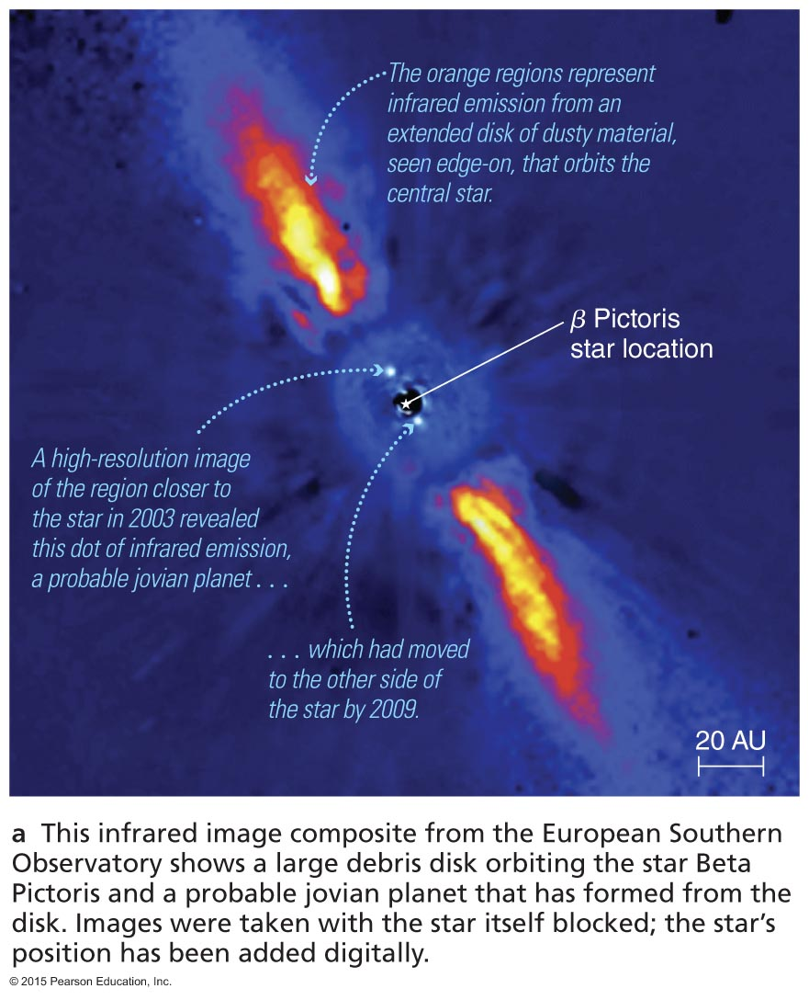 The orange regions represent
infrared emission from an
extended disk of dusty material,
seen edge-on, that orbits the
central star.
β Pictoris
star location
A high-resolution image
of the region closer to
the star in 2003 revealed
this dot of infrared emission,
a probable jovian planet . . .
. . . which had moved
to the other side of
the star by 2009.
20 AU
a This infrared image composite from the European Southern
Observatory shows a large debris disk orbiting the star Beta
Pictoris and a probable jovian planet that has formed from the
disk. Images were taken with the star itself blocked; the star’s
position has been added digitally.
© 2015 Pearson Education, Inc.